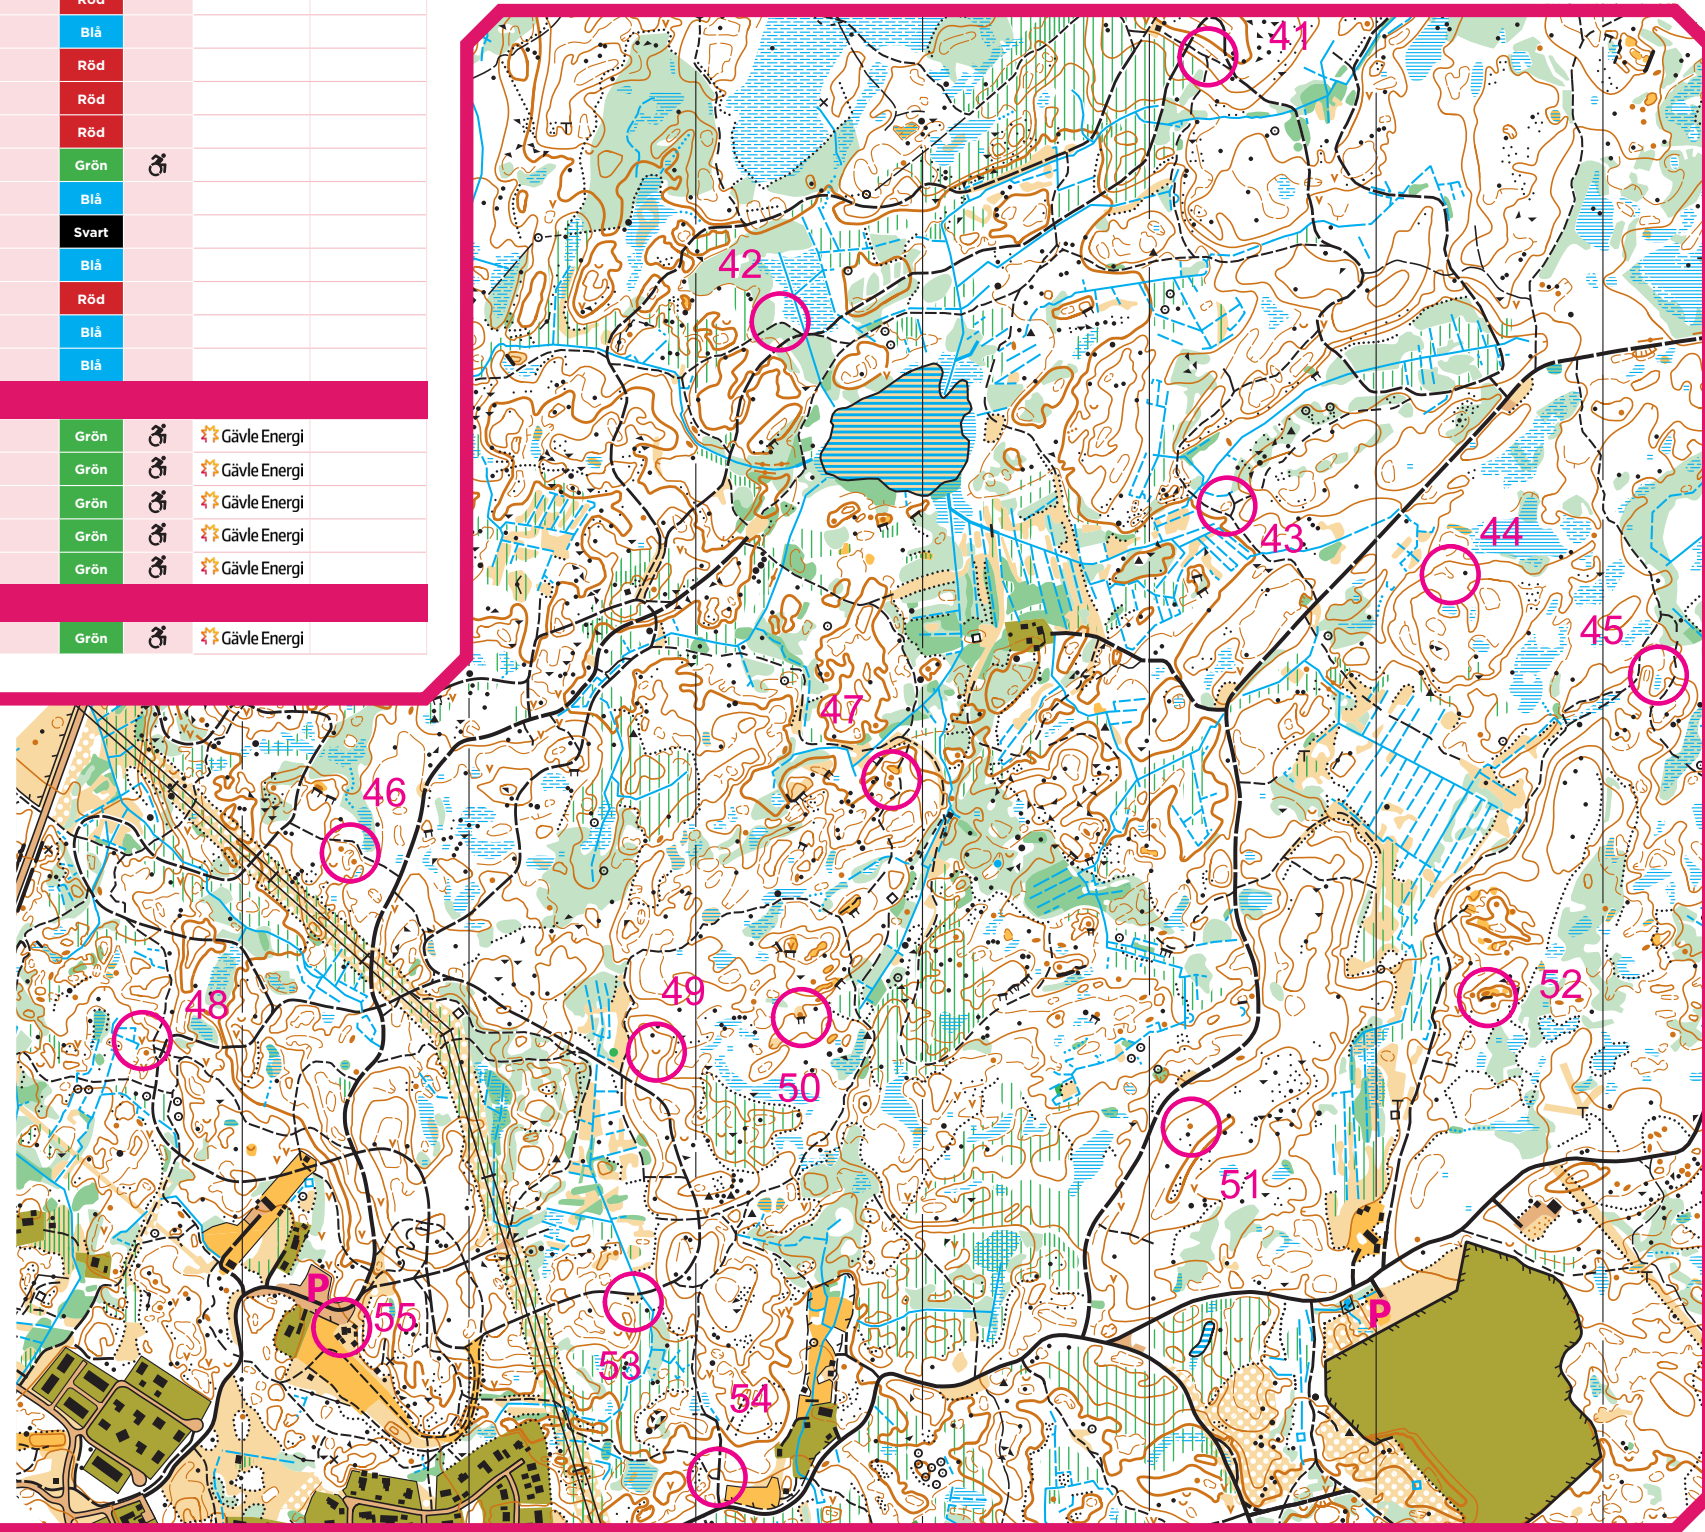 Röd
Blå
Röd
Röd
Röd
Grön
Blå
Svart
Blå
Röd
Blå
Blå
Grön Gävle Energi
Grön Gävle Energi
Grön Gävle Energi
Grön Gävle Energi
Grön Gävle Energi
Grön Gävle Energi
41
42
43
44
45
47
46
48
49
52
50
51
P
55
P
53
54